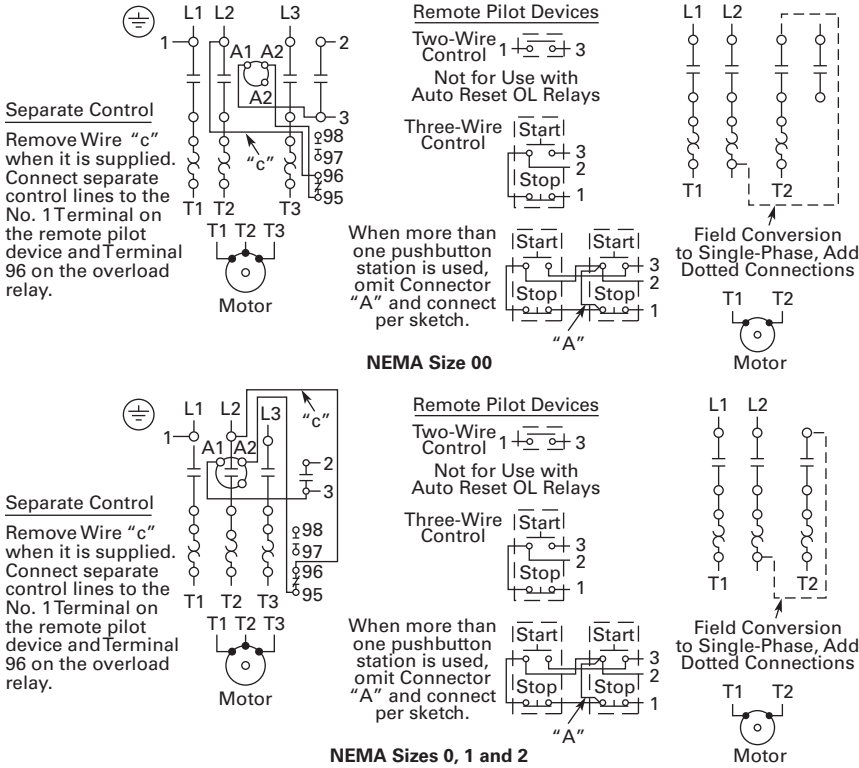 L1 L2 L3
1
2
A1 A2
A2
3
98
97
96
95
"c"
T1 T2 T3
T1 T2 T3
Motor
Separate Control
Remove Wire "c"
when it is supplied.
Connect separate
control lines to the
No. 1 Terminal on
the remote pilot
device and Terminal
96 on the overload
relay.
Remote Pilot Devices
Two-Wire
Control
1 3
Not for Use with
Auto Reset OL Relays
Three-Wire
Control
Start
3
2
Stop
1
When more than
one pushbutton
station is used,
omit Connector
"A" and connect
per sketch.
Start Start
3
2
Stop Stop
1
"A"
L1 L2
T1 T2
Field Conversion
to Single-Phase, Add
Dotted Connections
T1 T2
Motor
NEMA Size 00
L1 L2 L3
"c"
1
A1 A2
2
3
98
97
96
95
T1 T2 T3
T1 T2 T3
Motor
Separate Control
Remove Wire "c"
when it is supplied.
Connect separate
control lines to the
No. 1 Terminal on
the remote pilot
device and Terminal
96 on the overload
relay.
Remote Pilot Devices
Two-Wire
Control
1 3
Not for Use with
Auto Reset OL Relays
Three-Wire
Control
Start
3
2
Stop
1
When more than
one pushbutton
station is used,
omit Connector
"A" and connect
per sketch.
Start Start
3
2
Stop Stop
1
"A"
L1 L2
T1 T2
Field Conversion
to Single-Phase, Add
Dotted Connections
T1 T2
Motor
NEMA Sizes 0, 1 and 2